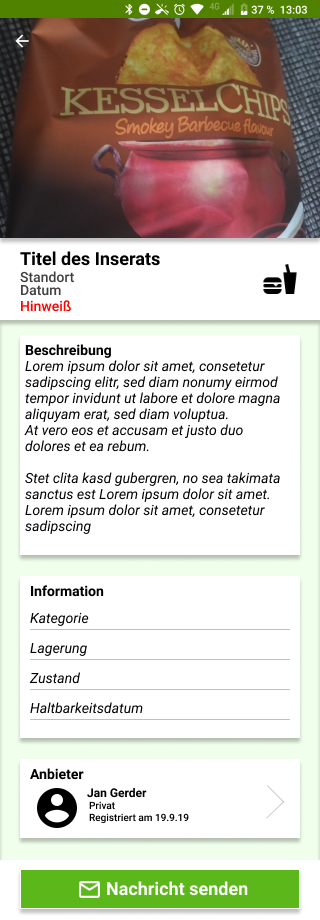 4G 37 % 13:03
KESSELCHIPS
Smokey Barbecue flavour
Titel des Inserats
Standort
Datum
Hinweiß
Beschreibung
Lorem ipsum dolor sit amet, consetetur
sadipscing elitr, sed diam nonumy eirmod
tempor invidunt ut labore et dolore magna
aliquyam erat, sed diam voluptua.
At vero eos et accusam et justo duo
dolores et ea rebum.
Stet clita kasd gubergren, no sea takimata
sanctus est Lorem ipsum dolor sit amet.
Lorem ipsum dolor sit amet, consetetur
sadipscing
Information
Kategorie
Lagerung
Zustand
Haltbarkeitsdatum
Anbieter
Jan Gerder
Privat
Registriert am 19.9.19
Nachricht senden